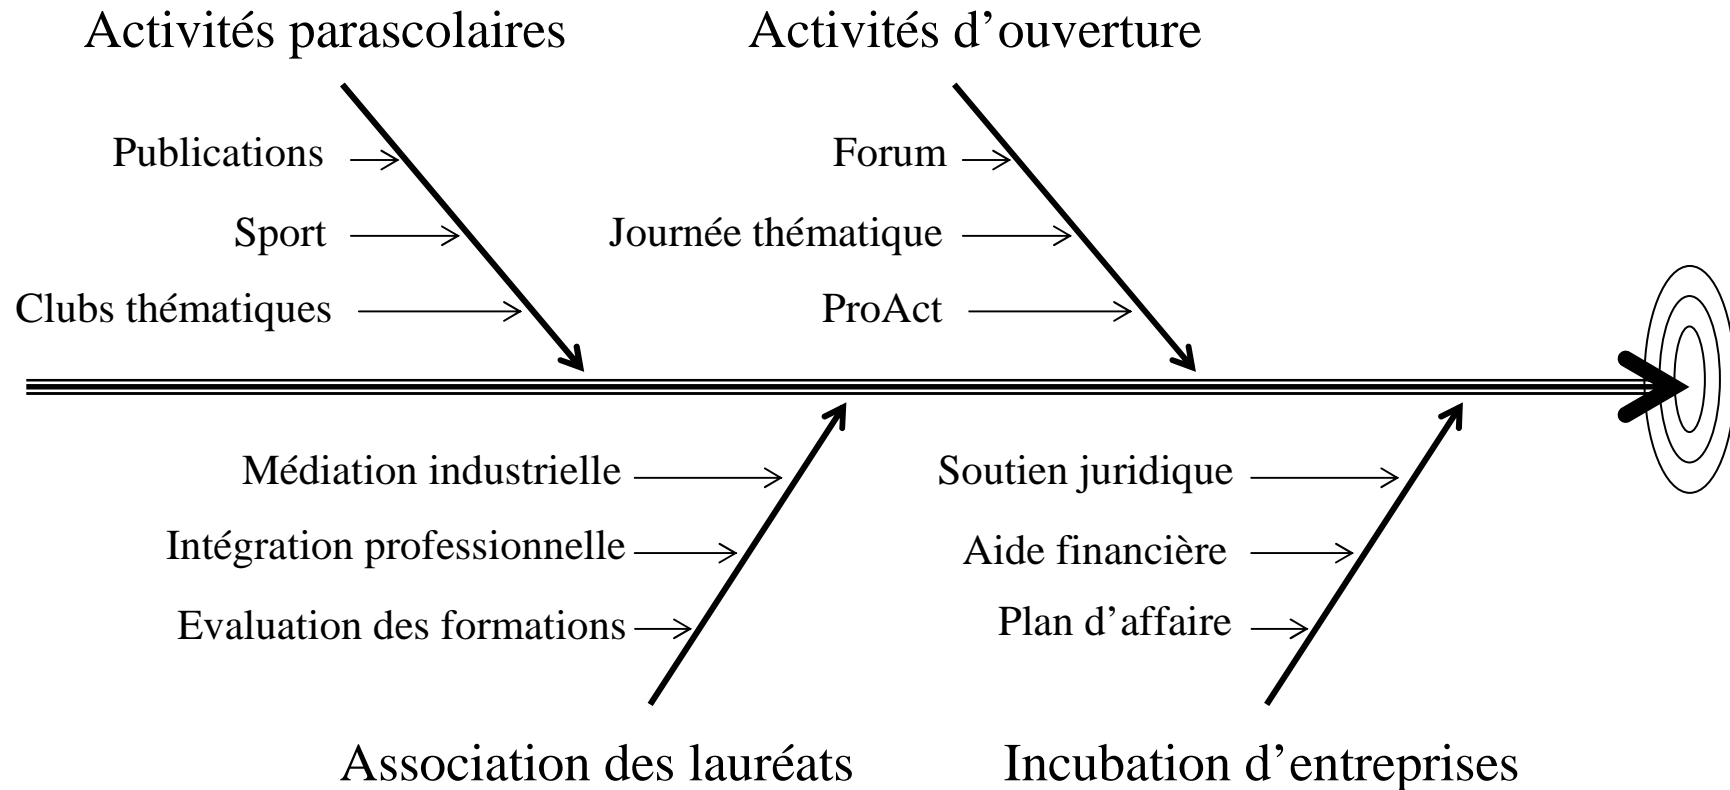 Activités parascolaires
Activités d’ouverture
Publications
Forum
Sport
Journée thématique
Clubs thématiques
ProAct
Médiation industrielle
Soutien juridique
Intégration professionnelle
Aide financière
Evaluation des formations
Plan d’affaire
Association des lauréats
Incubation d’entreprises